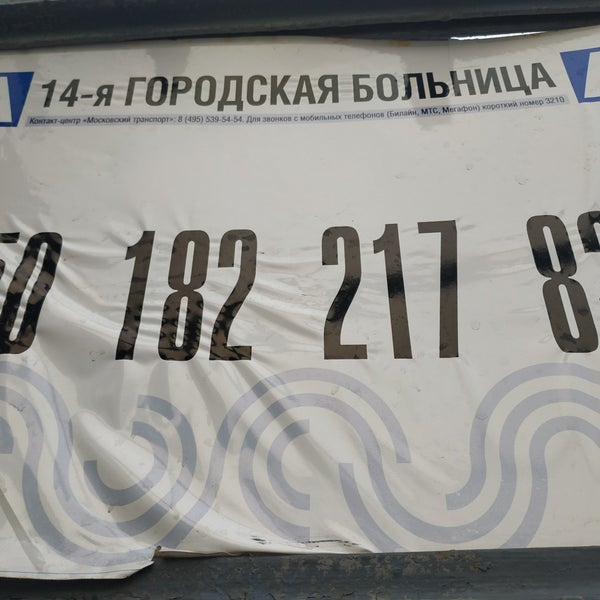 14-я ГОРОДСКАЯ БОЛЬНИЦА
Контакт-центр «Московский транспорт»: 8 (495) 539-54-54. Для звонков с мобильных телефонов (Билайн, МТС, Мегафон) короткий номер 3210
182 217